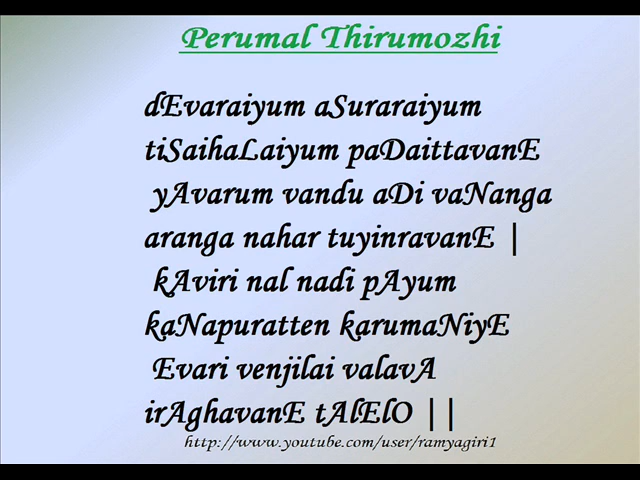 Perumal Thirumozhi
dEvaraiyum aSuraraiyum
tiSaihaLaiyum paDaittavanE
yAvarum vandu aDi vaNanga
aranga nahar tuyinravanE |
kAviri nal nadi pAyum
kaNapuratten karumaNiyE
Evari venjilai valavA
irAghavanE tAlElO ||
http://www.youtube.com/user/ramyagiri1